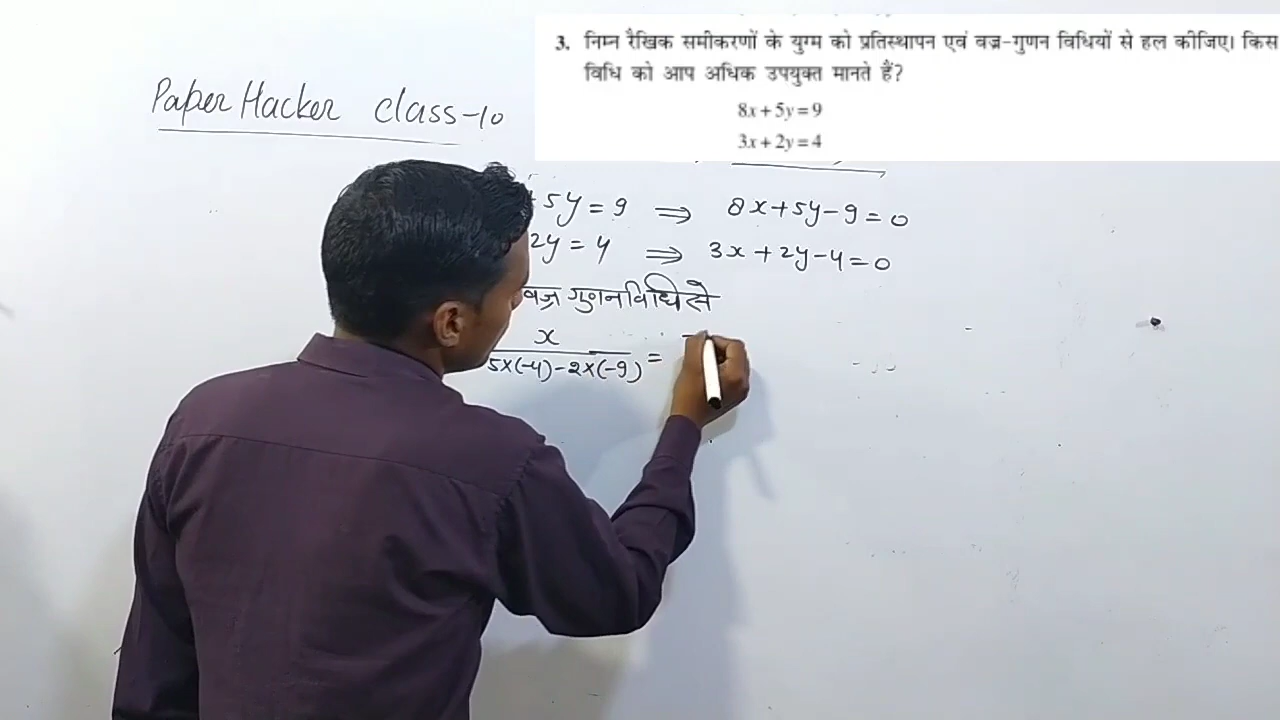 3. निम्न रैखिक समीकरणों के युग्म को प्रतिस्थापन एवं वज्र-गुणन विधियों से हल कीजिए। किस
विधि को आप अधिक उपयुक्त मानते हैं?
8x + 5y = 9
3x + 2y = 4
Paper Hacker class-10
+ 5y = 9 ⇒ 8x + 5y - 9 = 0
2y = 4 ⇒ 3x + 2y - 4 = 0
वज्र गुणन विधि से
x
5×(-4) - 2×(-9) =